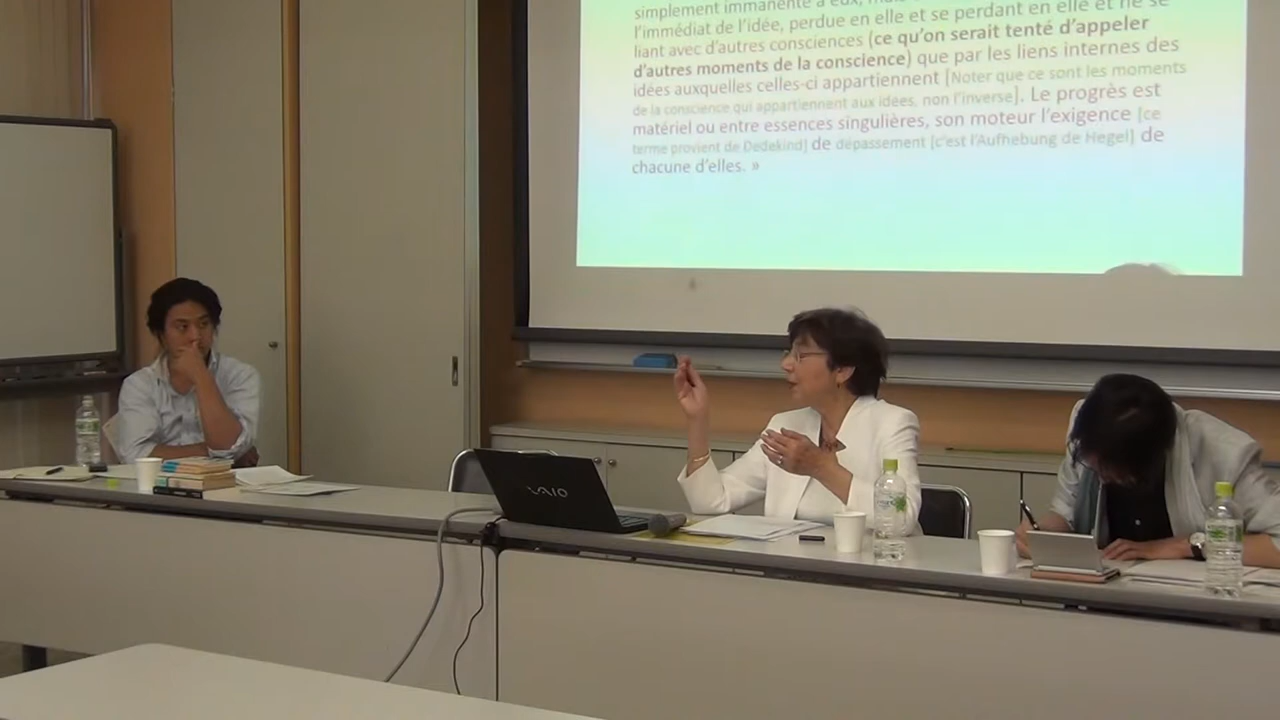 simplement immanente à eux, mais
l'immédiat de l'idée, perdue en elle et se perdant en elle et ne se
liant avec d'autres consciences (ce qu'on serait tenté d'appeler
d'autres moments de la conscience) que par les liens internes des
idées auxquelles celles-ci appartiennent [Noter que ce sont les moments
de la conscience qui appartiennent aux idées, non l'inverse]. Le progrès est
matériel ou entre essences singulières, son moteur l'exigence [ce
terme provient de Dedekind] de dépassement [c'est l'Aufhebung de Hegel] de
chacune d'elles. »
VAIO